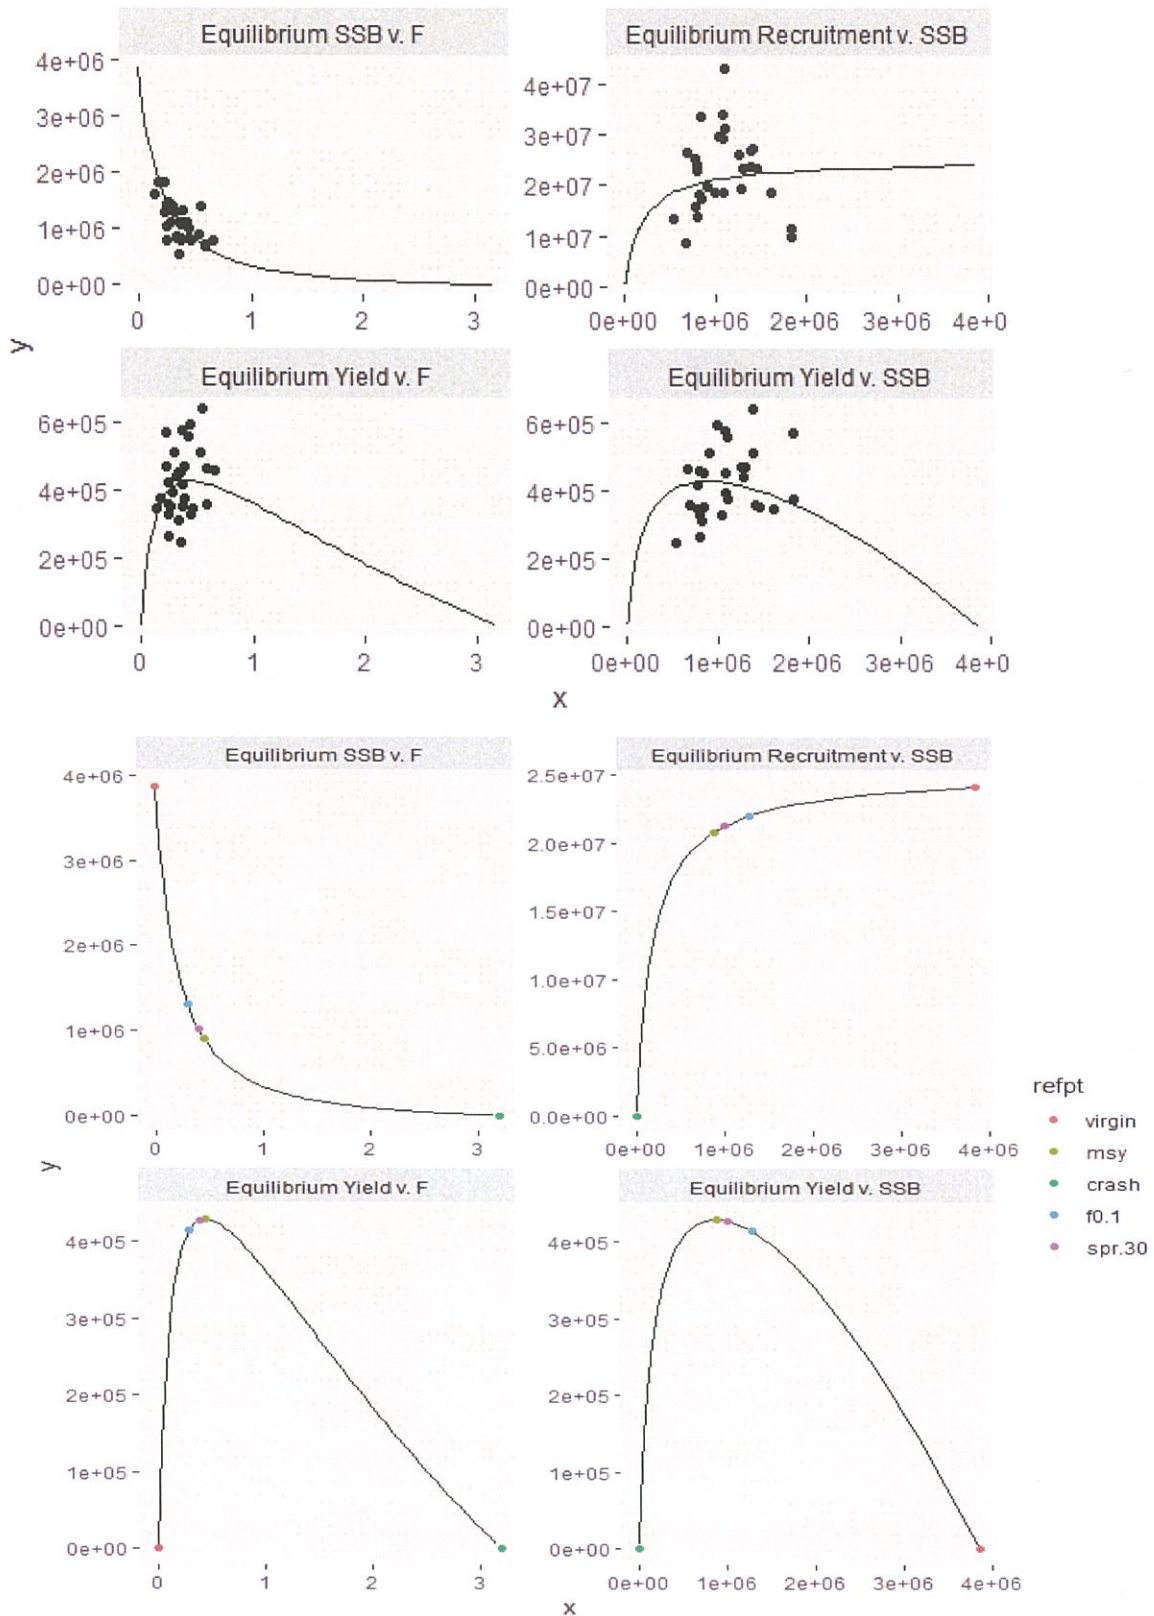 Equilibrium SSB v. F
Equilibrium Recruitment v. SSB
4e+06
3e+06
2e+06
1e+06
0e+00
0 1 2 3
4e+07
3e+07
2e+07
1e+07
0e+00
0e+00 1e+06 2e+06 3e+06 4e+0
y
Equilibrium Yield v. F
Equilibrium Yield v. SSB
6e+05
4e+05
2e+05
0e+00
0 1 2 3
6e+05
4e+05
2e+05
0e+00
0e+00 1e+06 2e+06 3e+06 4e+0
x
Equilibrium SSB v. F
Equilibrium Recruitment v. SSB
4e+06
3e+06
2e+06
1e+06
0e+00
0 1 2 3
2.5e+07
2.0e+07
1.5e+07
1.0e+07
5.0e+06
0.0e+00
0e+00 1e+06 2e+06 3e+06 4e+06
y
Equilibrium Yield v. F
Equilibrium Yield v. SSB
4e+05
3e+05
2e+05
1e+05
0e+00
0 1 2 3
4e+05
3e+05
2e+05
1e+05
0e+00
0e+00 1e+06 2e+06 3e+06 4e+06
x
refpt
virgin
msy
crash
f0.1
spr.30